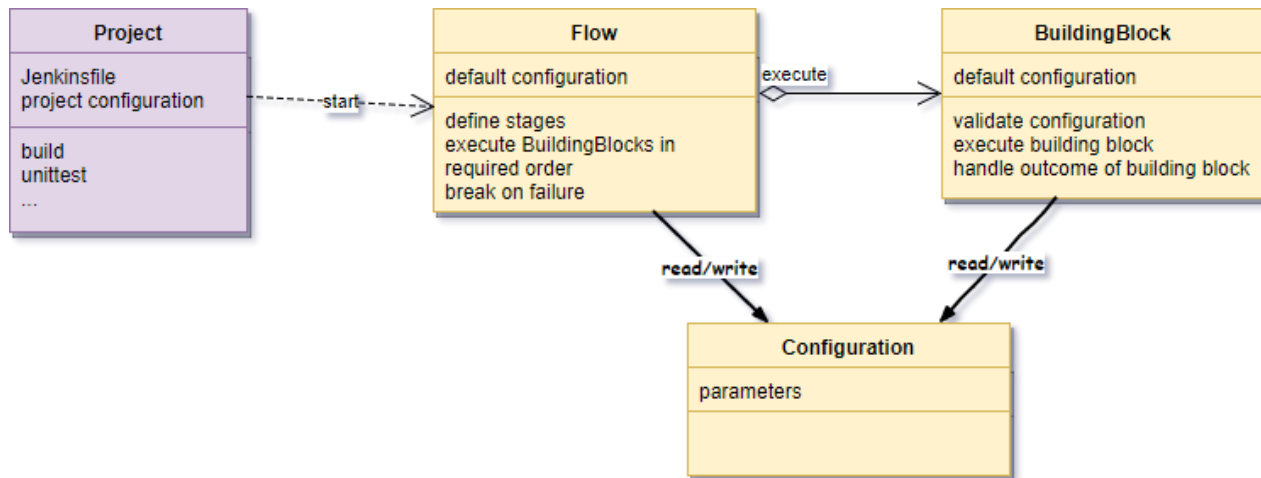 Project
Jenkinsfile
project configuration
build
unittest
...
start
Flow
default configuration
define stages
execute BuildingBlocks in
required order
break on failure
execute
BuildingBlock
default configuration
validate configuration
execute building block
handle outcome of building block
read/write
read/write
Configuration
parameters